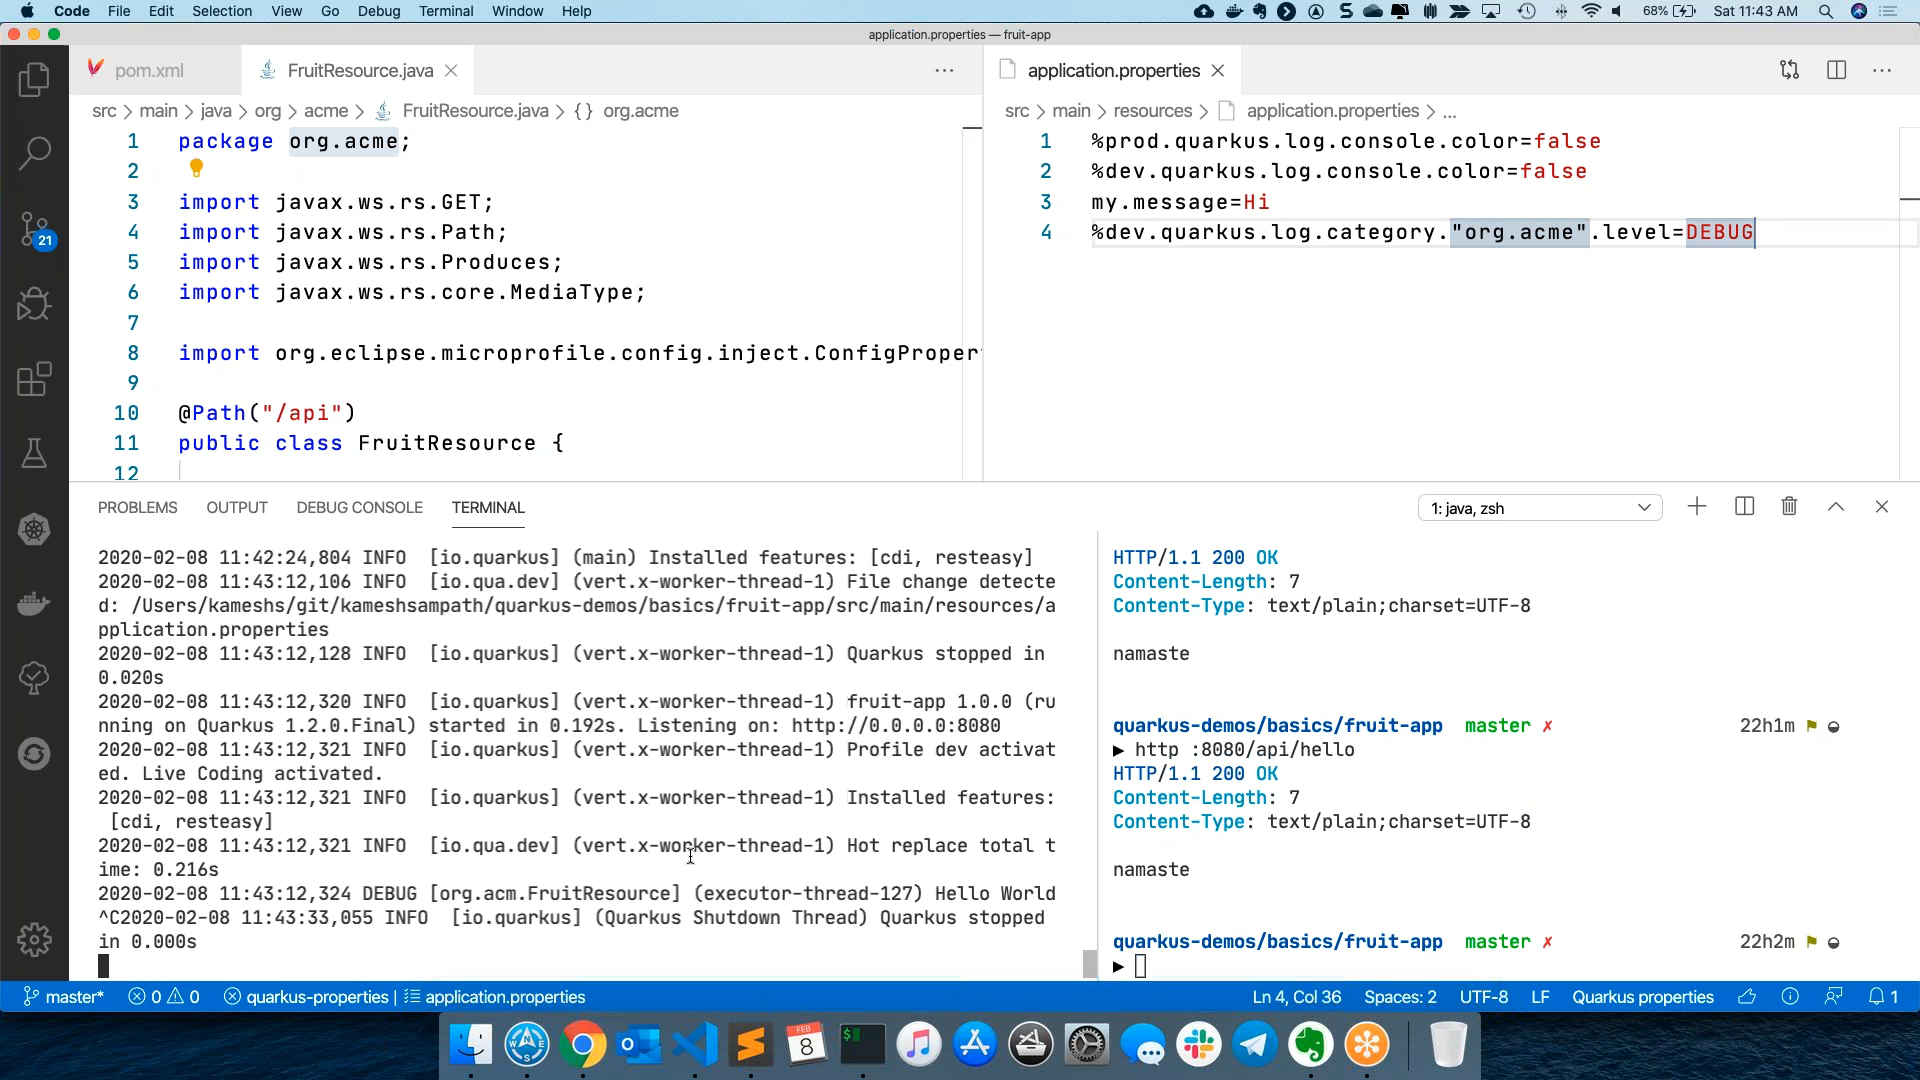 Code File Edit Selection View Go Debug Terminal Window Help 68% Sat 11:43 AM
application.properties — fruit-app
pom.xml FruitResource.java
src > main > java > org > acme > FruitResource.java > {} org.acme
1 package org.acme;
2
3 import javax.ws.rs.GET;
4 import javax.ws.rs.Path;
5 import javax.ws.rs.Produces;
6 import javax.ws.rs.core.MediaType;
7
8 import org.eclipse.microprofile.config.inject.ConfigProper
9
10 @Path("/api")
11 public class FruitResource {
12
application.properties
src > main > resources > application.properties > ...
1 %prod.quarkus.log.console.color=false
2 %dev.quarkus.log.console.color=false
3 my.message=Hi
4 %dev.quarkus.log.category."org.acme".level=DEBUG
21
PROBLEMS OUTPUT DEBUG CONSOLE TERMINAL 1: java, zsh
2020-02-08 11:42:24,804 INFO [io.quarkus] (main) Installed features: [cdi, resteasy]
2020-02-08 11:43:12,106 INFO [io.qua.dev] (vert.x-worker-thread-1) File change detecte
d: /Users/kameshs/git/kameshsampath/quarkus-demos/basics/fruit-app/src/main/resources/a
pplication.properties
2020-02-08 11:43:12,128 INFO [io.quarkus] (vert.x-worker-thread-1) Quarkus stopped in
0.020s
2020-02-08 11:43:12,320 INFO [io.quarkus] (vert.x-worker-thread-1) fruit-app 1.0.0 (ru
nning on Quarkus 1.2.0.Final) started in 0.192s. Listening on: http://0.0.0.0:8080
2020-02-08 11:43:12,321 INFO [io.quarkus] (vert.x-worker-thread-1) Profile dev activat
ed. Live Coding activated.
2020-02-08 11:43:12,321 INFO [io.quarkus] (vert.x-worker-thread-1) Installed features:
[cdi, resteasy]
2020-02-08 11:43:12,321 INFO [io.qua.dev] (vert.x-worker-thread-1) Hot replace total t
ime: 0.216s
2020-02-08 11:43:12,324 DEBUG [org.acm.FruitResource] (executor-thread-127) Hello World
^C2020-02-08 11:43:33,055 INFO [io.quarkus] (Quarkus Shutdown Thread) Quarkus stopped
in 0.000s
HTTP/1.1 200 OK
Content-Length: 7
Content-Type: text/plain;charset=UTF-8
namaste
quarkus-demos/basics/fruit-app master ✗ 22h1m
▶ http :8080/api/hello
HTTP/1.1 200 OK
Content-Length: 7
Content-Type: text/plain;charset=UTF-8
namaste
quarkus-demos/basics/fruit-app master ✗ 22h2m
▶
master* 0 0 quarkus-properties | application.properties Ln 4, Col 36 Spaces: 2 UTF-8 LF Quarkus properties 1
FEB
8